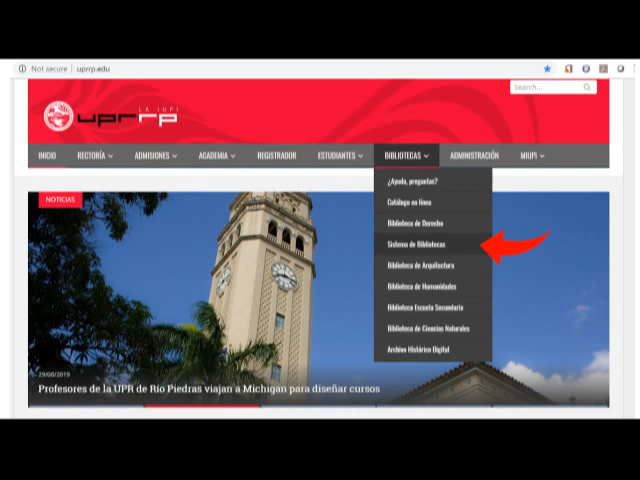 Not secure | uprrp.edu
Search...
LA IUPI
uprrp
INICIO RECTORÍA ADMISIONES ACADEMIA REGISTRADOR ESTUDIANTES BIBLIOTECAS ADMINISTRACIÓN MIUPI
¿Ayuda, preguntas?
Catálogo en línea
Biblioteca de Derecho
Sistema de Bibliotecas
Biblioteca de Arquitectura
Biblioteca de Humanidades
Biblioteca Escuela Secundaria
Biblioteca de Ciencias Naturales
Archivo Histórico Digital
NOTICIAS
29/08/2019
Profesores de la UPR de Río Piedras viajan a Michigan para diseñar cursos